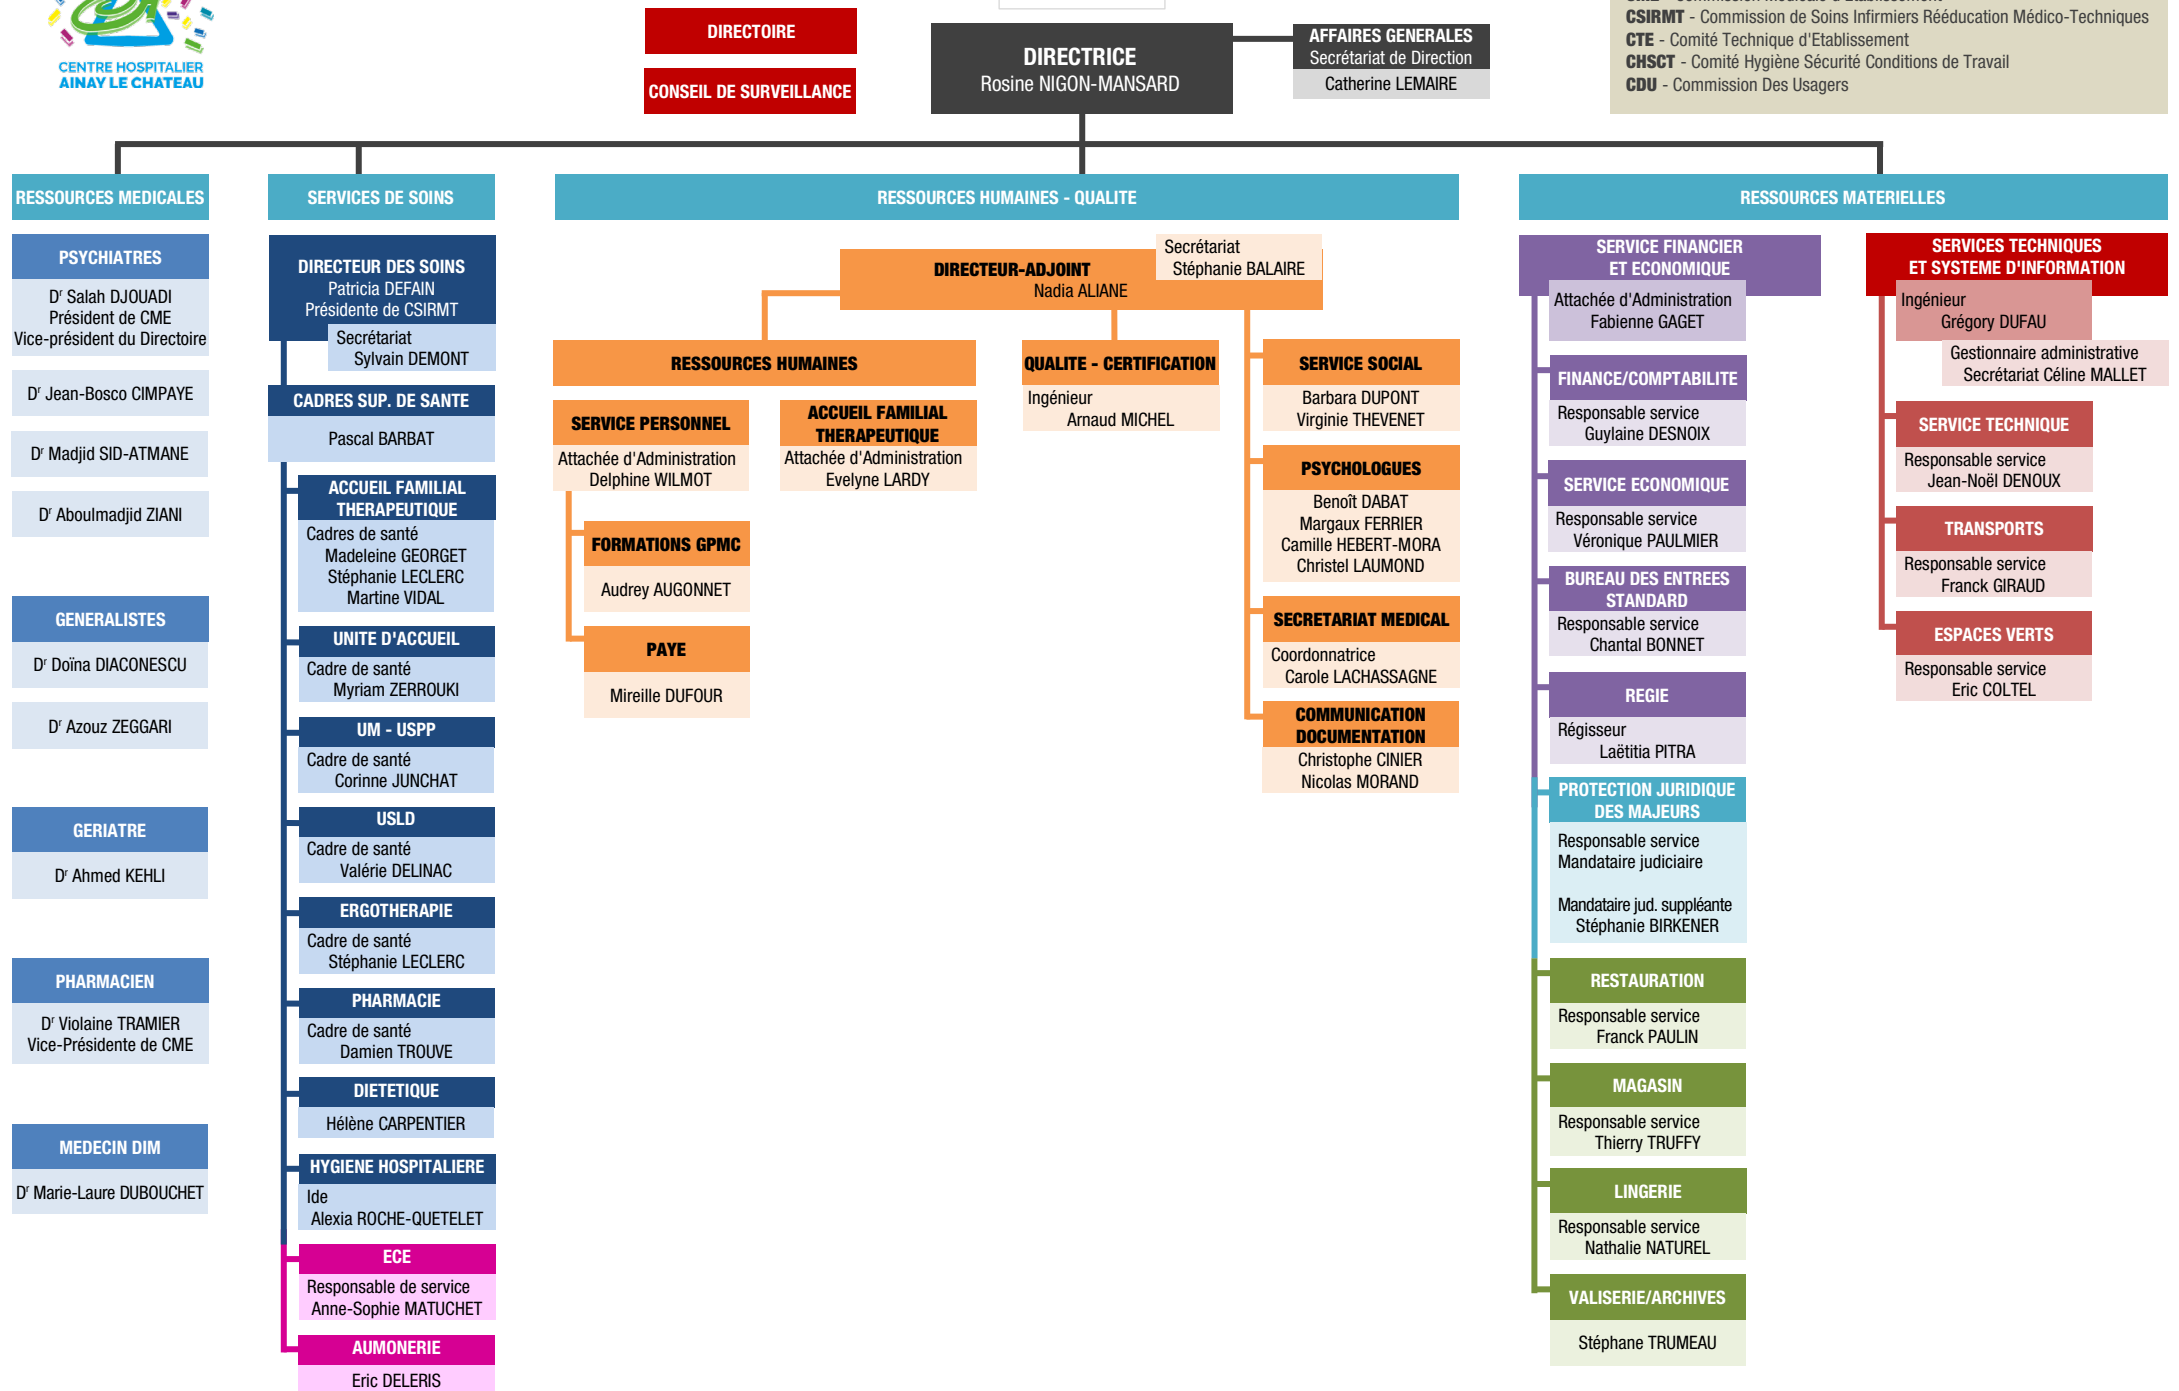 CENTRE HOSPITALIER
AINAY LE CHATEAU
DIRECTOIRE
CONSEIL DE SURVEILLANCE
DIRECTRICE
Rosine NIGON-MANSARD
AFFAIRES GENERALES
Secrétariat de Direction
Catherine LEMAIRE
CSIRMT - Commission de Soins Infirmiers Rééducation Médico-Techniques
CTE - Comité Technique d'Etablissement
CHSCT - Comité Hygiène Sécurité Conditions de Travail
CDU - Commission Des Usagers
RESSOURCES MEDICALES
PSYCHIATRES
Dr Salah DJOUADI
Président de CME
Vice-président du Directoire
Dr Jean-Bosco CIMPAYE
Dr Madjid SID-ATMANE
Dr Aboulmadjid ZIANI
GENERALISTES
Dr Doïna DIACONESCU
Dr Azouz ZEGGARI
GERIATRE
Dr Ahmed KEHLI
PHARMACIEN
Dr Violaine TRAMIER
Vice-Présidente de CME
MEDECIN DIM
Dr Marie-Laure DUBOUCHET
SERVICES DE SOINS
DIRECTEUR DES SOINS
Patricia DEFAIN
Présidente de CSIRMT
Secrétariat
Sylvain DEMONT
CADRES SUP. DE SANTE
Pascal BARBAT
ACCUEIL FAMILIAL
THERAPEUTIQUE
Cadres de santé
Madeleine GEORGET
Stéphanie LECLERC
Martine VIDAL
UNITE D'ACCUEIL
Cadre de santé
Myriam ZERROUKI
UM - USPP
Cadre de santé
Corinne JUNCHAT
USLD
Cadre de santé
Valérie DELINAC
ERGOTHERAPIE
Cadre de santé
Stéphanie LECLERC
PHARMACIE
Cadre de santé
Damien TROUVE
DIETETIQUE
Hélène CARPENTIER
HYGIENE HOSPITALIERE
Ide
Alexia ROCHE-QUETELET
ECE
Responsable de service
Anne-Sophie MATUCHET
AUMONERIE
Eric DELERIS
RESSOURCES HUMAINES - QUALITE
DIRECTEUR-ADJOINT
Nadia ALIANE
Secrétariat
Stéphanie BALAIRE
RESSOURCES HUMAINES
SERVICE PERSONNEL
Attachée d'Administration
Delphine WILMOT
FORMATIONS GPMC
Audrey AUGONNET
PAYE
Mireille DUFOUR
ACCUEIL FAMILIAL
THERAPEUTIQUE
Attachée d'Administration
Evelyne LARDY
QUALITE - CERTIFICATION
Ingénieur
Arnaud MICHEL
SERVICE SOCIAL
Barbara DUPONT
Virginie THEVENET
PSYCHOLOGUES
Benoît DABAT
Margaux FERRIER
Camille HEBERT-MORA
Christel LAUMOND
SECRETARIAT MEDICAL
Coordonnatrice
Carole LACHASSAGNE
COMMUNICATION
DOCUMENTATION
Christophe CINIER
Nicolas MORAND
RESSOURCES MATERIELLES
SERVICE FINANCIER
ET ECONOMIQUE
Attachée d'Administration
Fabienne GAGET
FINANCE/COMPTABILITE
Responsable service
Guylaine DESNOIX
SERVICE ECONOMIQUE
Responsable service
Véronique PAULMIER
BUREAU DES ENTREES
STANDARD
Responsable service
Chantal BONNET
REGIE
Régisseur
Laëtitia PITRA
PROTECTION JURIDIQUE
DES MAJEURS
Responsable service
Mandataire judiciaire
Mandataire jud. suppléante
Stéphanie BIRKENER
RESTAURATION
Responsable service
Franck PAULIN
MAGASIN
Responsable service
Thierry TRUFFY
LINGERIE
Responsable service
Nathalie NATUREL
VALISERIE/ARCHIVES
Stéphane TRUMEAU
SERVICES TECHNIQUES
ET SYSTEME D'INFORMATION
Ingénieur
Grégory DUFAU
Gestionnaire administrative
Secrétariat Céline MALLET
SERVICE TECHNIQUE
Responsable service
Jean-Noël DENOUX
TRANSPORTS
Responsable service
Franck GIRAUD
ESPACES VERTS
Responsable service
Eric COLTEL